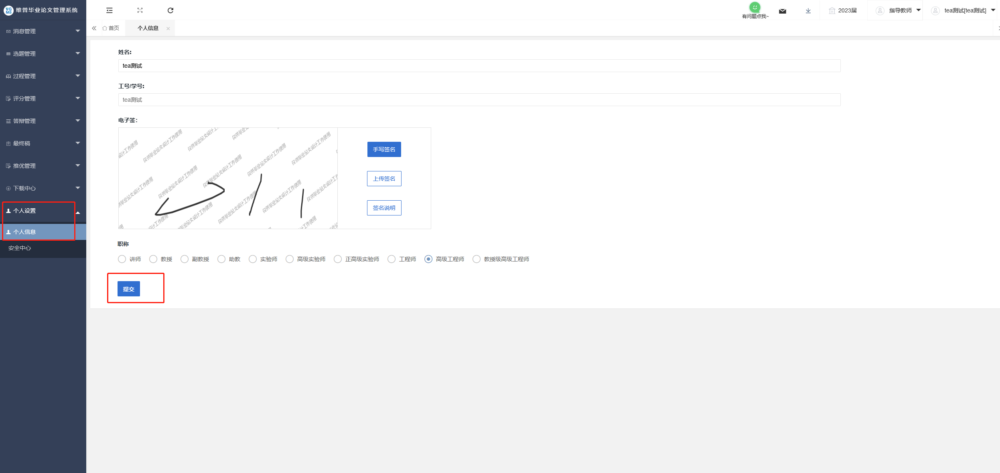 VG
MS
维普毕业论文管理系统
有问题点我~
2023届
指导教师
tea测试[tea测试]
首页
个人信息
消息管理
选题管理
过程管理
评分管理
答辩管理
最终稿
推优管理
下载中心
个人设置
个人信息
安全中心
姓名:
tea测试
工号/学号:
tea测试
电子签:
仅供毕业论文设计工作使用
手写签名
上传签名
签名说明
职称
讲师 教授 副教授 助教 实验师 高级实验师 正高级实验师 工程师 高级工程师 教授级高级工程师
提交